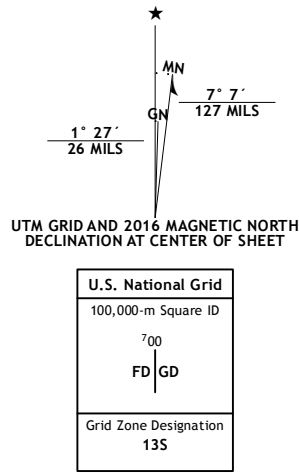 ★
MN
GN
7° 7´
127 MILS
1° 27´
26 MILS
UTM GRID AND 2016 MAGNETIC NORTH
DECLINATION AT CENTER OF SHEET
U.S. National Grid
100,000-m Square ID
⁷00
FD GD
Grid Zone Designation
13S